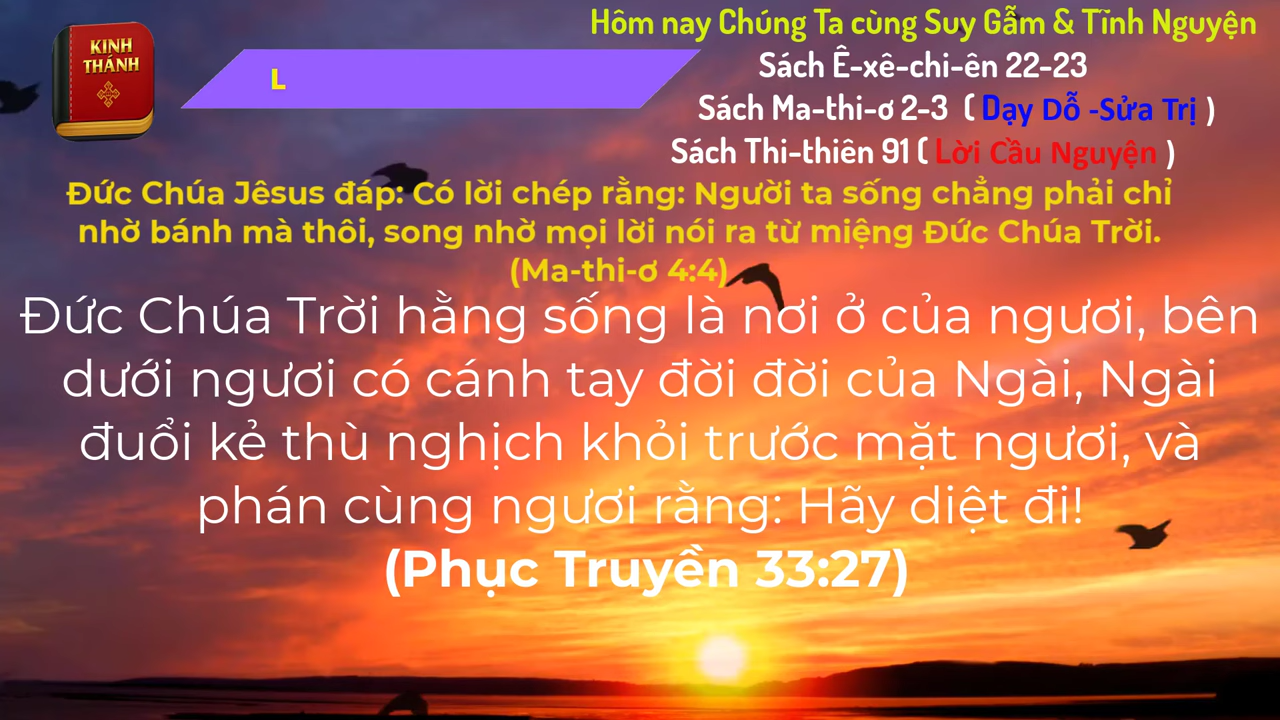 KINH
THÁNH
L
Hôm nay Chúng Ta cùng Suy Gẫm & Tĩnh Nguyện
Sách Ê-xê-chi-ên 22-23
Sách Ma-thi-ơ 2-3 ( Dạy Dỗ -Sửa Trị )
Sách Thi-thiên 91 ( Lời Cầu Nguyện )
Đức Chúa Jêsus đáp: Có lời chép rằng: Người ta sống chẳng phải chỉ
nhờ bánh mà thôi, song nhờ mọi lời nói ra từ miệng Đức Chúa Trời.
(Ma-thi-ơ 4:4)
Đức Chúa Trời hằng sống là nơi ở của ngươi, bên
dưới ngươi có cánh tay đời đời của Ngài, Ngài
đuổi kẻ thù nghịch khỏi trước mặt ngươi, và
phán cùng ngươi rằng: Hãy diệt đi!
(Phục Truyền 33:27)